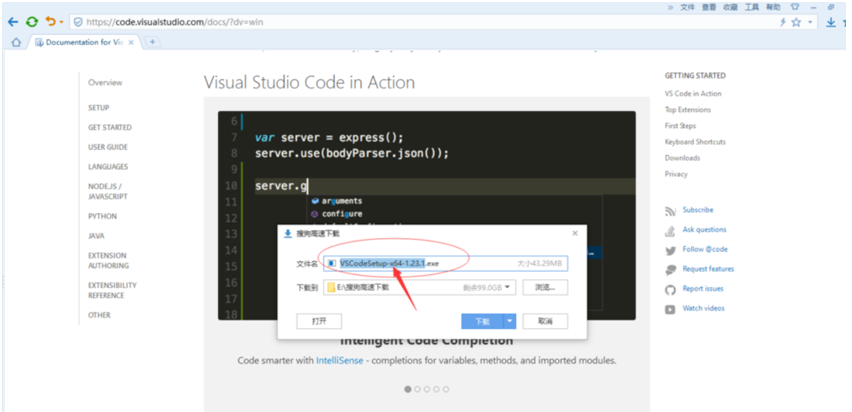 文件 查看 收藏 工具 帮助
https://code.visualstudio.com/docs/?dv=win
Documentation for Vis
Overview
SETUP
GET STARTED
USER GUIDE
LANGUAGES
NODE.JS /
JAVASCRIPT
PYTHON
JAVA
EXTENSION
AUTHORING
EXTENSIBILITY
REFERENCE
OTHER
Visual Studio Code in Action
6
7 var server = express();
8 server.use(bodyParser.json());
9
10 server.g
11 arguments
12 configure
13
14
15
16
17
18
搜狗高速下载
文件名 VSCodeSetup-x64-1.23.1.exe 大小43.29MB
下载到 E:\搜狗高速下载 剩余99.0GB 浏览...
打开 下载 取消
Intelligent Code Completion
Code smarter with IntelliSense - completions for variables, methods, and imported modules.
GETTING STARTED
VS Code in Action
Top Extensions
First Steps
Keyboard Shortcuts
Downloads
Privacy
Subscribe
Ask questions
Follow @code
Request features
Report issues
Watch videos